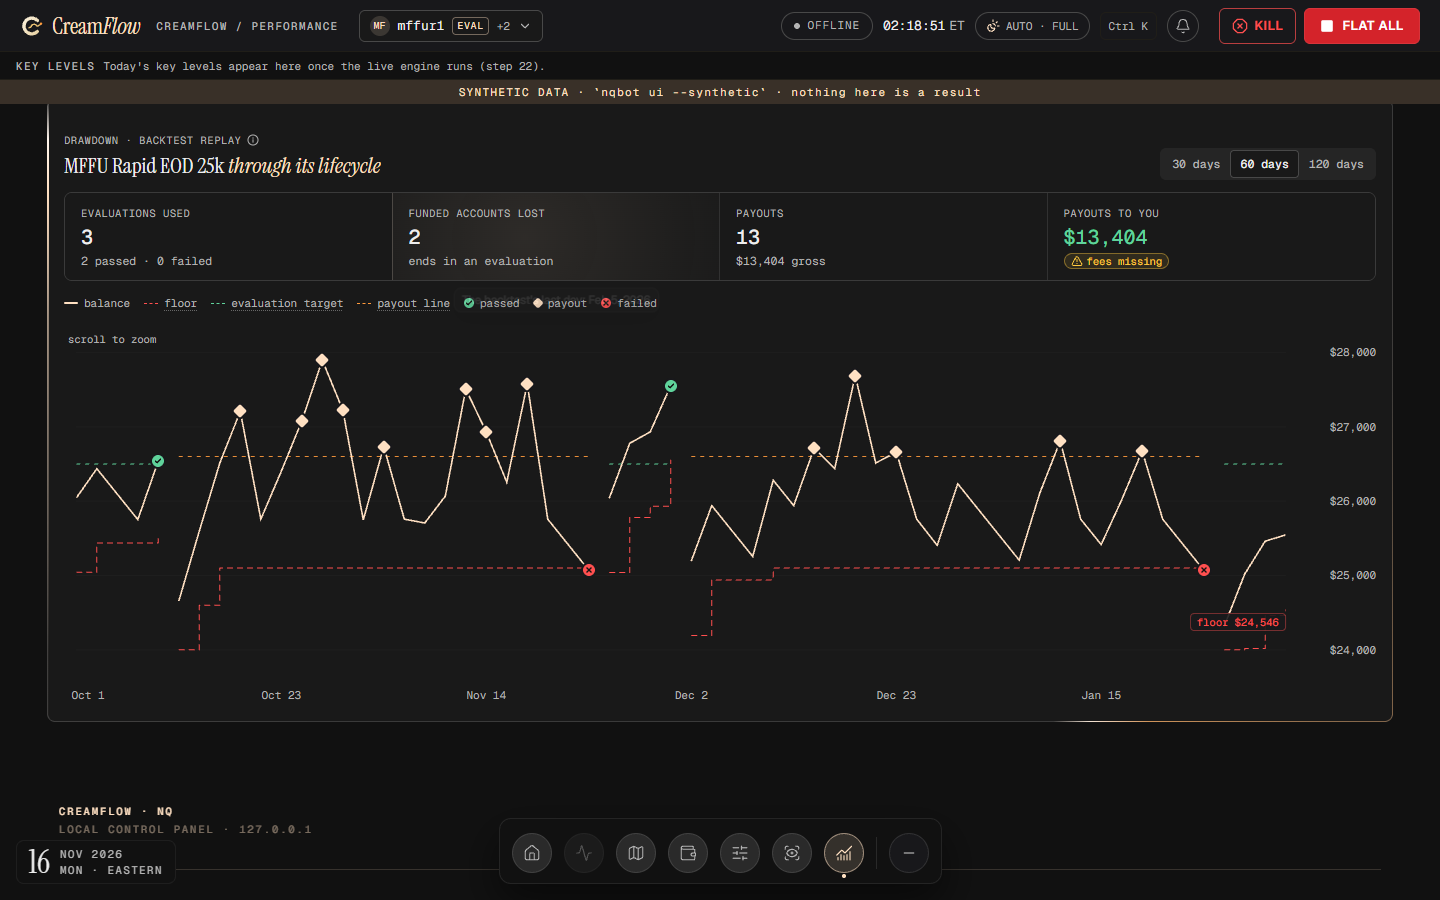 CreamFlow CREAMFLOW / PERFORMANCE MF mffur1 EVAL +2 OFFLINE 02:18:51 ET AUTO · FULL Ctrl K KILL FLAT ALL
KEY LEVELS Today's key levels appear here once the live engine runs (step 22).
SYNTHETIC DATA · `nqbot ui --synthetic` · nothing here is a result
DRAWDOWN · BACKTEST REPLAY
MFFU Rapid EOD 25k through its lifecycle
30 days 60 days 120 days
EVALUATIONS USED
3
2 passed · 0 failed
FUNDED ACCOUNTS LOST
2
ends in an evaluation
PAYOUTS
13
$13,404 gross
PAYOUTS TO YOU
$13,404
fees missing
balance floor evaluation target payout line passed payout failed
scroll to zoom
$28,000
$27,000
$26,000
$25,000
$24,000
floor $24,546
Oct 1 Oct 23 Nov 14 Dec 2 Dec 23 Jan 15
CREAMFLOW · NQ
LOCAL CONTROL PANEL · 127.0.0.1
16 NOV 2026
MON · EASTERN